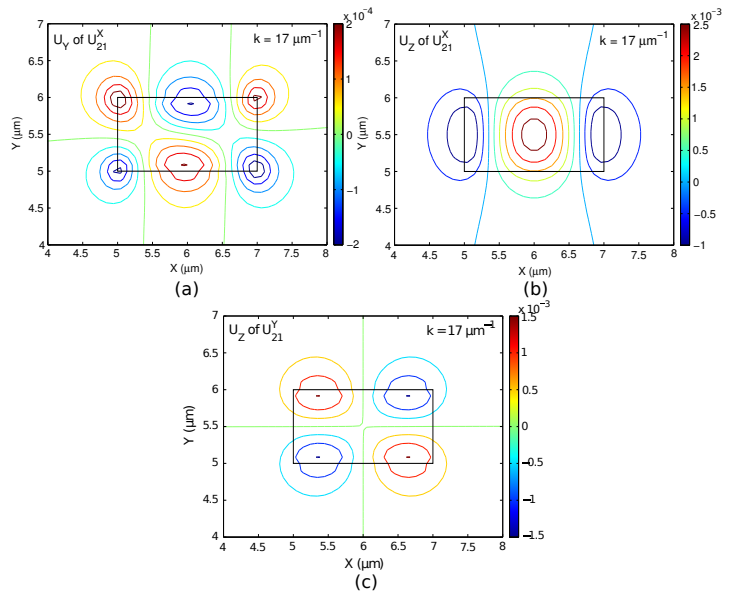 U_Y of U_21^X
k = 17 μm⁻¹
x 10⁻⁴
7
6.5
6
5.5
5
4.5
4
Y (μm)
4 4.5 5 5.5 6 6.5 7 7.5 8
X (μm)
2
1
0
−1
−2
(a)
U_Z of U_21^X
k = 17 μm⁻¹
x10⁻³
7
6.5
6
5.5
5
4.5
4
Y (μm)
4 4.5 5 5.5 6 6.5 7 7.5 8
X (μm)
2.5
2
1.5
1
0.5
0
−0.5
−1
(b)
U_Z of U_21^Y
k = 17 μm⁻¹
x 10⁻³
7
6.5
6
5.5
5
4.5
4
Y (μm)
4 4.5 5 5.5 6 6.5 7 7.5 8
X (μm)
1.5
1
0.5
0
−0.5
−1
−1.5
(c)